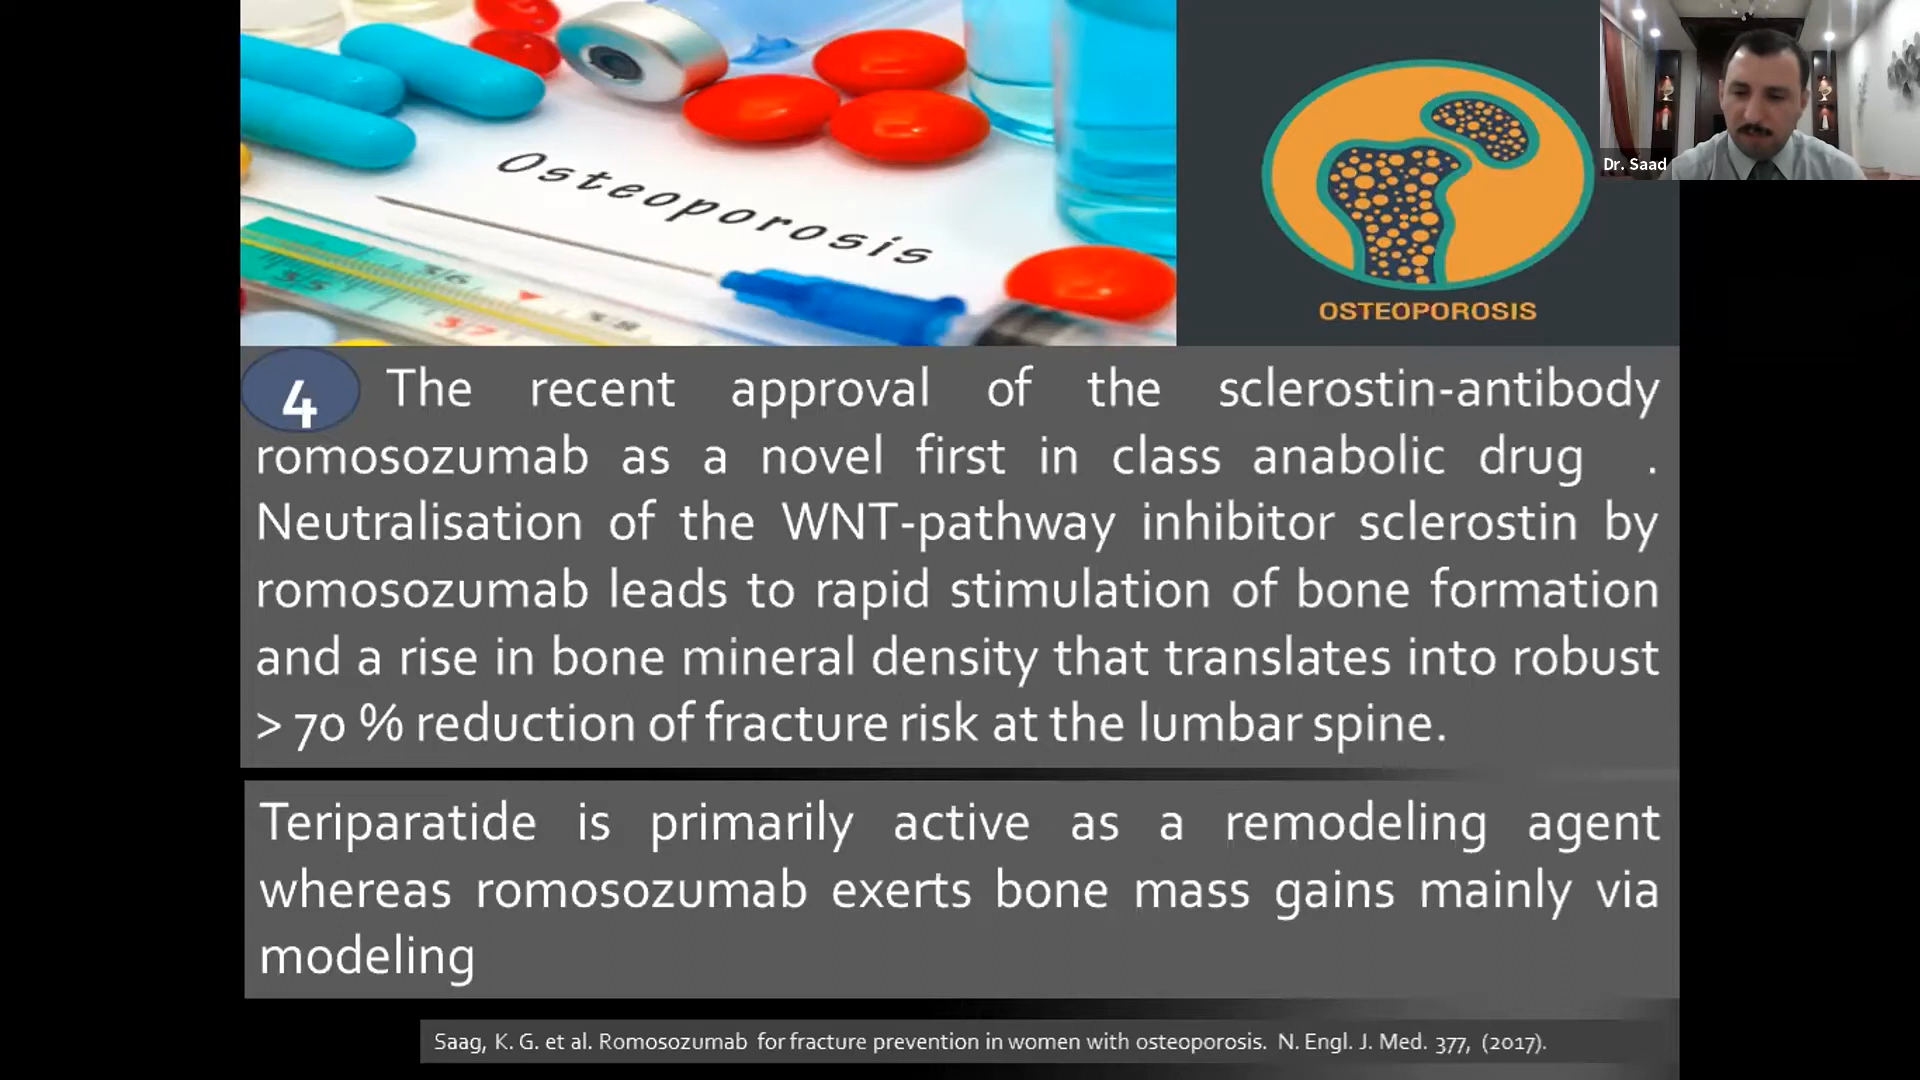 Osteoporosis
35 36
37 38
OSTEOPOROSIS
Dr. Saad
4 The recent approval of the sclerostin-antibody
romosozumab as a novel first in class anabolic drug .
Neutralisation of the WNT-pathway inhibitor sclerostin by
romosozumab leads to rapid stimulation of bone formation
and a rise in bone mineral density that translates into robust
> 70 % reduction of fracture risk at the lumbar spine.
Teriparatide is primarily active as a remodeling agent
whereas romosozumab exerts bone mass gains mainly via
modeling
Saag, K. G. et al. Romosozumab for fracture prevention in women with osteoporosis. N. Engl. J. Med. 377, (2017).